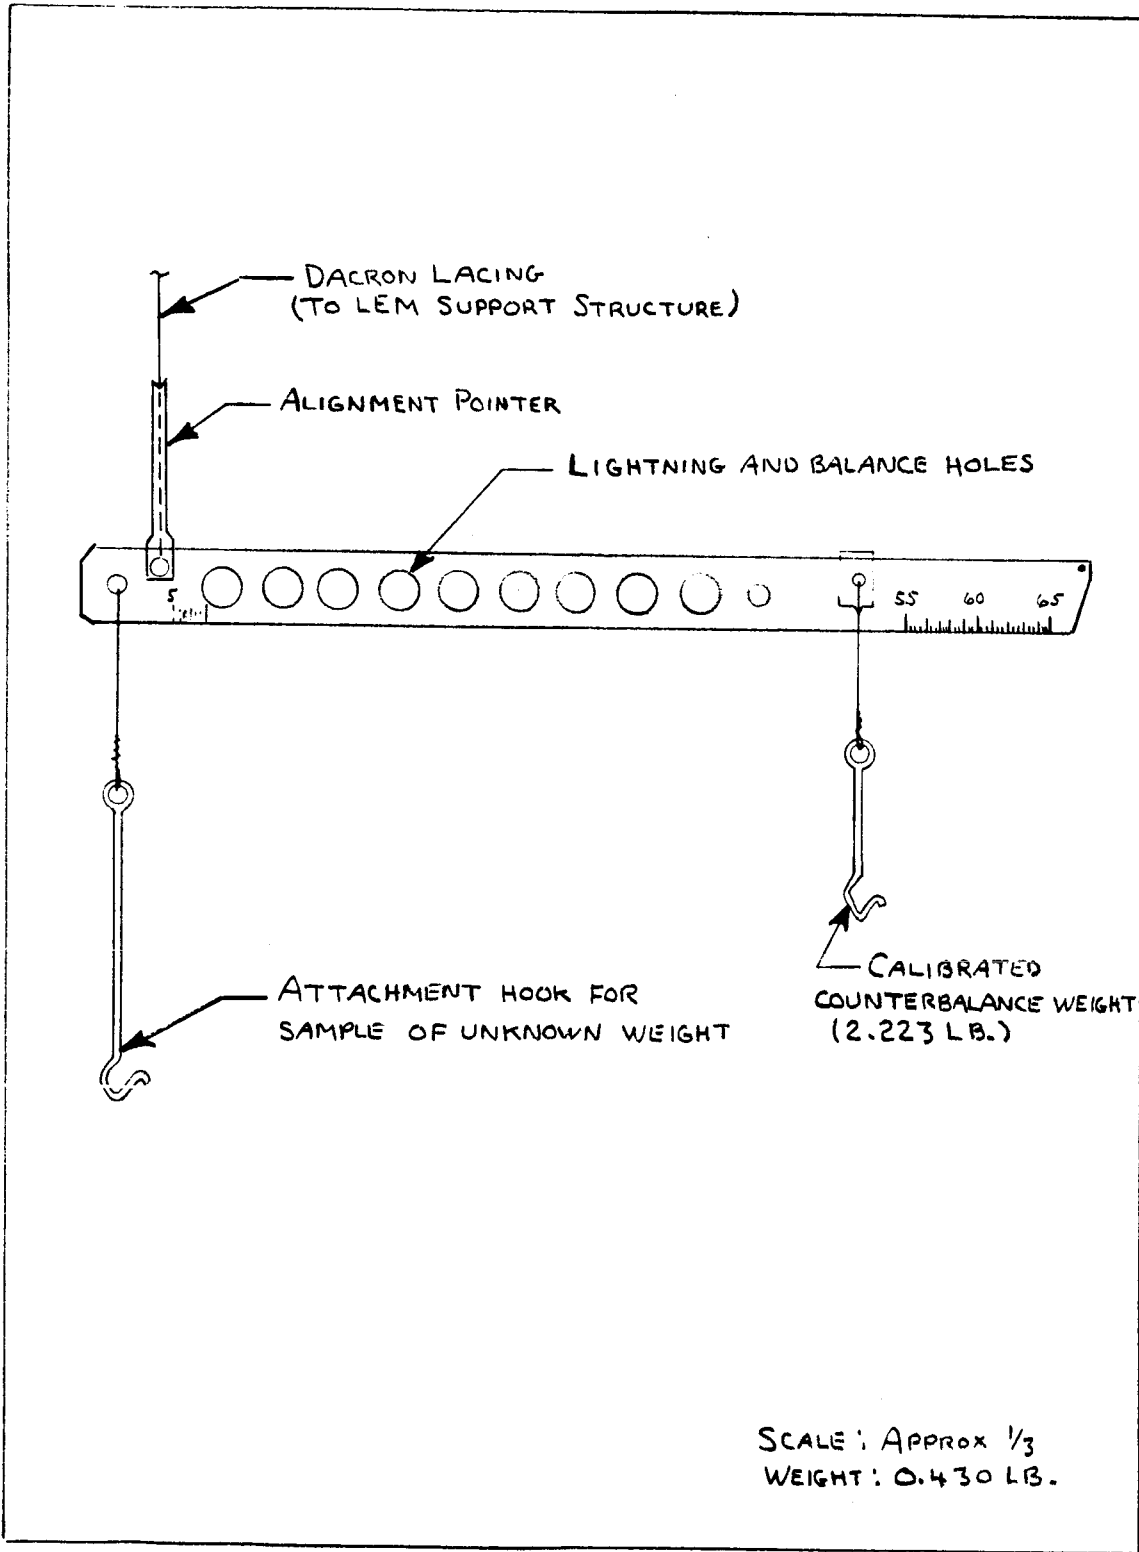 DACRON LACING
(TO LEM SUPPORT STRUCTURE)
ALIGNMENT POINTER
LIGHTNING AND BALANCE HOLES
5
55 60 65
ATTACHMENT HOOK FOR
SAMPLE OF UNKNOWN WEIGHT
CALIBRATED
COUNTERBALANCE WEIGHT
(2.223 LB.)
SCALE: APPROX 1/3
WEIGHT: 0.430 LB.